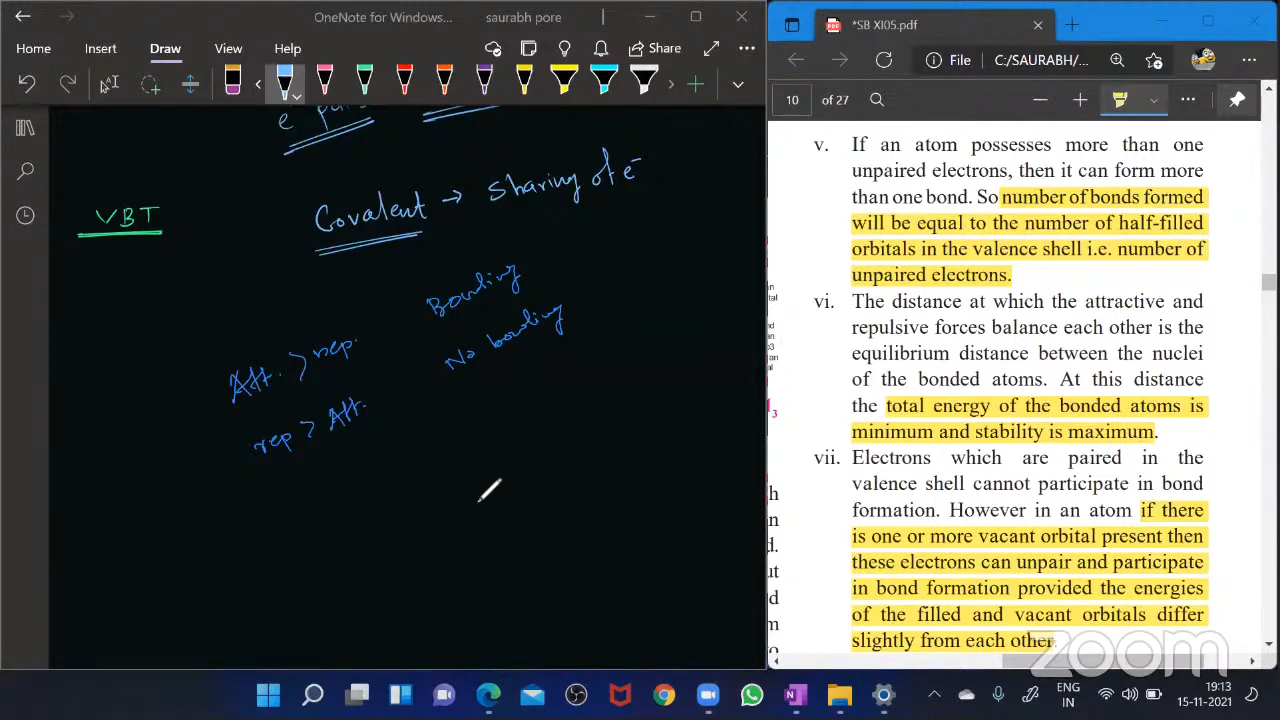 OneNote for Windows...
saurabh pore
Home
Insert
Draw
View
Help
Share
e
Covalent → sharing of e-
VBT
Bonding
No bonding
Att. > rep.
rep > Att.
*SB XI05.pdf
File
C:/SAURABH/...
10
of 27
v. If an atom possesses more than one
unpaired electrons, then it can form more
than one bond. So number of bonds formed
will be equal to the number of half-filled
orbitals in the valence shell i.e. number of
unpaired electrons.
vi. The distance at which the attractive and
repulsive forces balance each other is the
equilibrium distance between the nuclei
of the bonded atoms. At this distance
the total energy of the bonded atoms is
minimum and stability is maximum.
vii. Electrons which are paired in the
valence shell cannot participate in bond
formation. However in an atom if there
is one or more vacant orbital present then
these electrons can unpair and participate
in bond formation provided the energies
of the filled and vacant orbitals differ
slightly from each other.
zoom
ENG
IN
19:13
15-11-2021